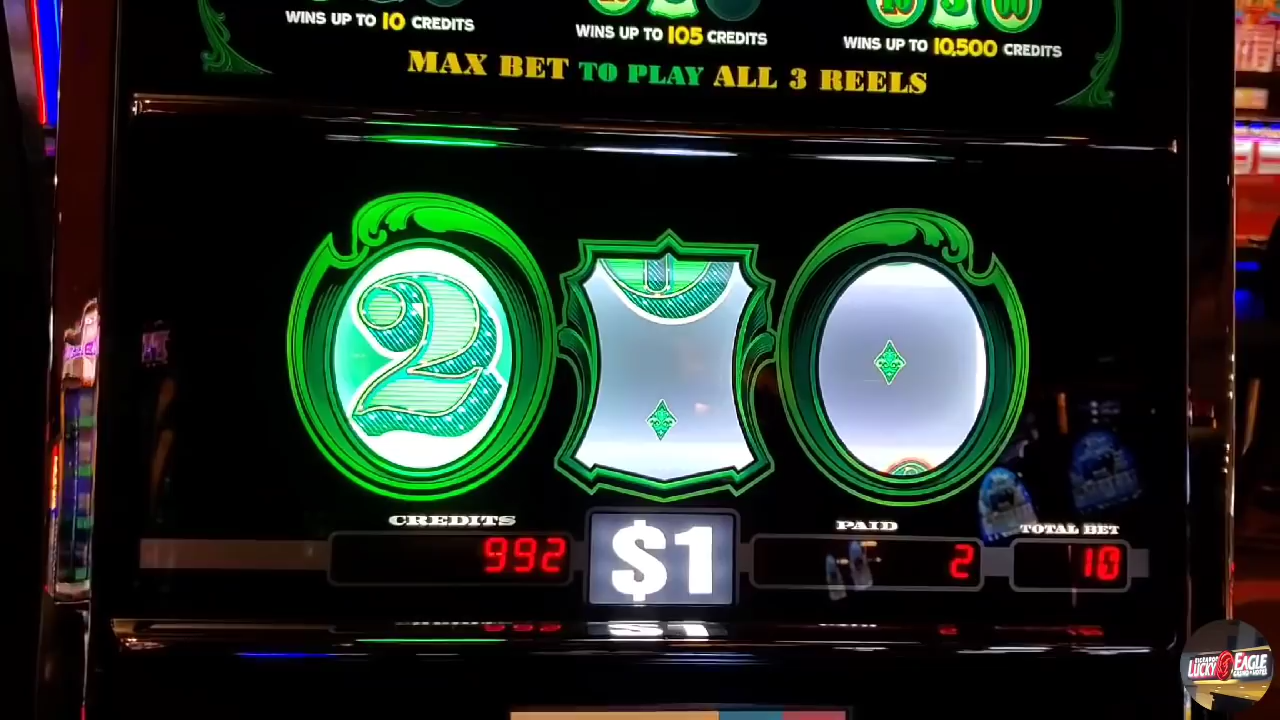 WINS UP TO 10 CREDITS
WINS UP TO 105 CREDITS
WINS UP TO 10,500 CREDITS
MAX BET TO PLAY ALL 3 REELS
2
CREDITS
992
$1
PAID
2
TOTAL BET
10
LUCKY EAGLE